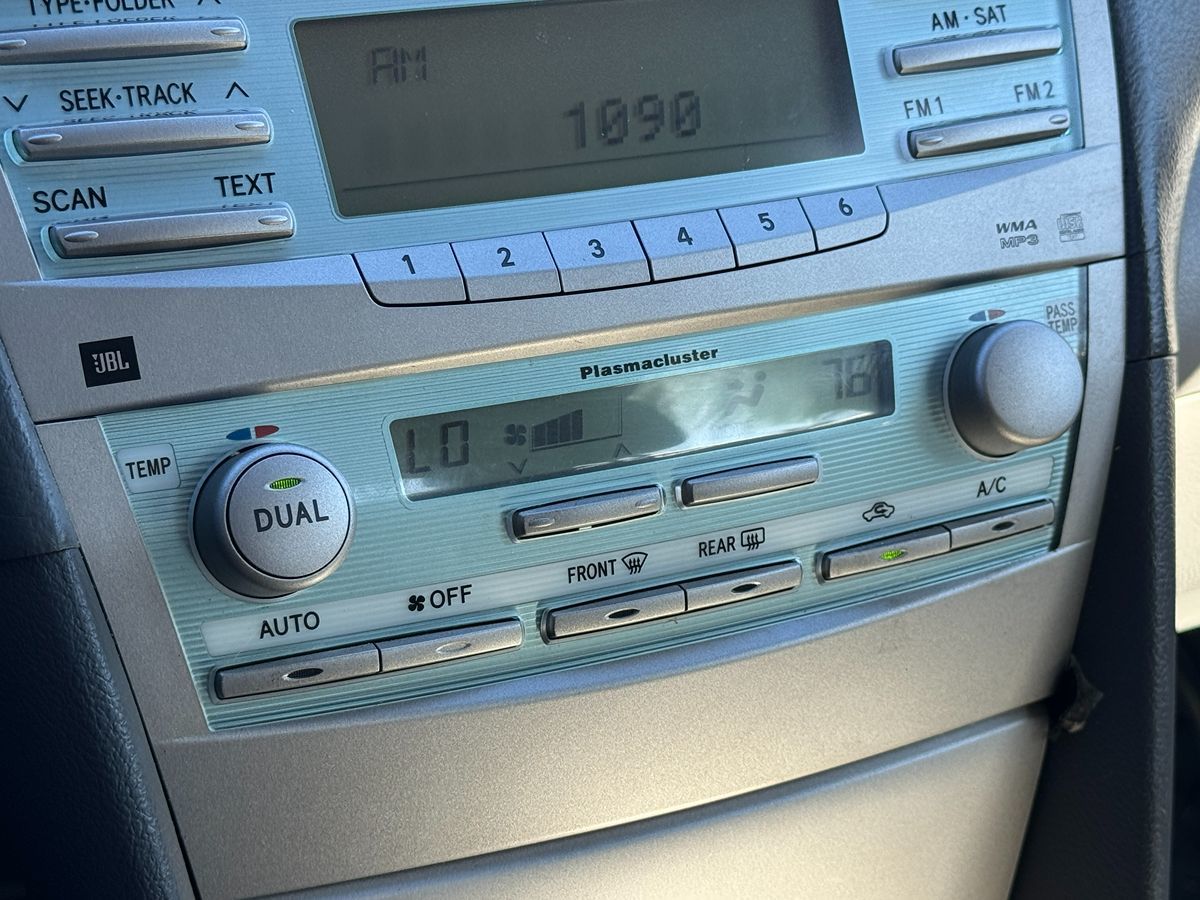 TYPE·FOLDER
AM
1090
AM·SAT
SEEK·TRACK
FM1
FM2
SCAN
TEXT
1 2 3 4 5 6
WMA
MP3
JBL
Plasmacluster
PASS
TEMP
TEMP
DUAL
LO
78
AUTO
OFF
FRONT
REAR
A/C